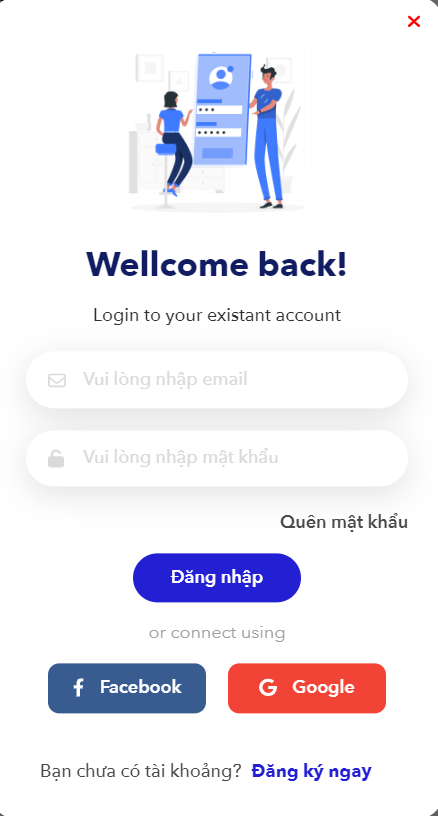 Wellcome back!
Login to your existant account
Vui lòng nhập email
Vui lòng nhập mật khẩu
Quên mật khẩu
Đăng nhập
or connect using
Facebook
Google
Bạn chưa có tài khoảng? Đăng ký ngay